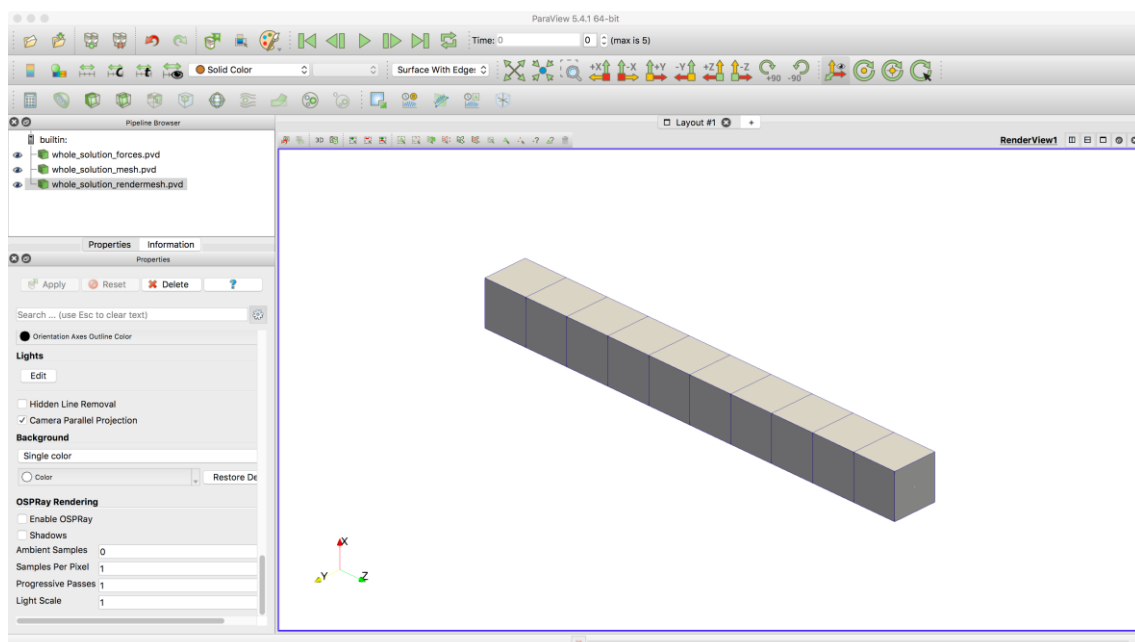 ParaView 5.4.1 64-bit
Time: 0 0 (max is 5)
Solid Color Surface With Edge: +X -X +Y -Y +Z -Z +90 -90
Pipeline Browser
Layout #1 +
builtin:
3D
RenderView1
whole_solution_forces.pvd
whole_solution_mesh.pvd
whole_solution_rendermesh.pvd
Properties Information
Properties
Apply Reset Delete ?
Search ... (use Esc to clear text)
Orientation Axes Outline Color
Lights
Edit
Hidden Line Removal
Camera Parallel Projection
Background
Single color
Color Restore De
OSPRay Rendering
Enable OSPRay
Shadows
Ambient Samples 0
Samples Per Pixel 1
Progressive Passes 1
Light Scale 1
X
Y Z